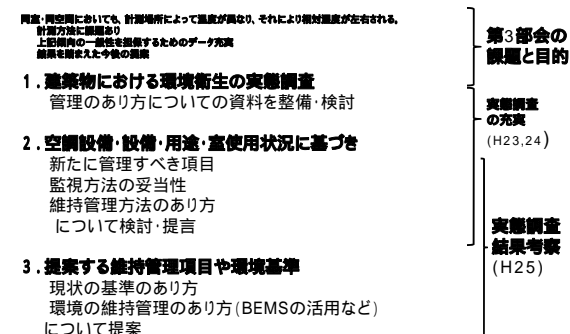 同室・同空間においても、計測場所によって温度が異なり、それにより相対湿度が左右される。
計測方法に課題あり
上記傾向の一般性を担保するためのデータ充実
結果を踏まえた今後の提案
第3部会の
課題と目的
1．建築物における環境衛生の実態調査
管理のあり方についての資料を整備・検討
実態調査
の充実
(H23,24)
2．空調設備・設備・用途・室使用状況に基づき
新たに管理すべき項目
監視方法の妥当性
維持管理方法のあり方
について検討・提言
実態調査
結果考察
(H25)
3．提案する維持管理項目や環境基準
現状の基準のあり方
環境の維持管理のあり方(BEMSの活用など)
について提案